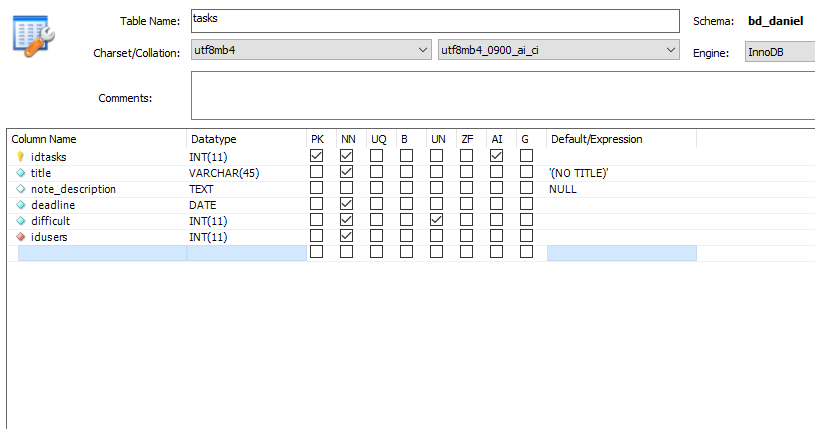 Table Name: tasks Schema: bd_daniel
Charset/Collation: utf8mb4 utf8mb4_0900_ai_ci Engine: InnoDB
Comments:
Column Name Datatype PK NN UQ B UN ZF AI G Default/Expression
idtasks INT(11)
title VARCHAR(45) '(NO TITLE)'
note_description TEXT NULL
deadline DATE
difficult INT(11)
idusers INT(11)